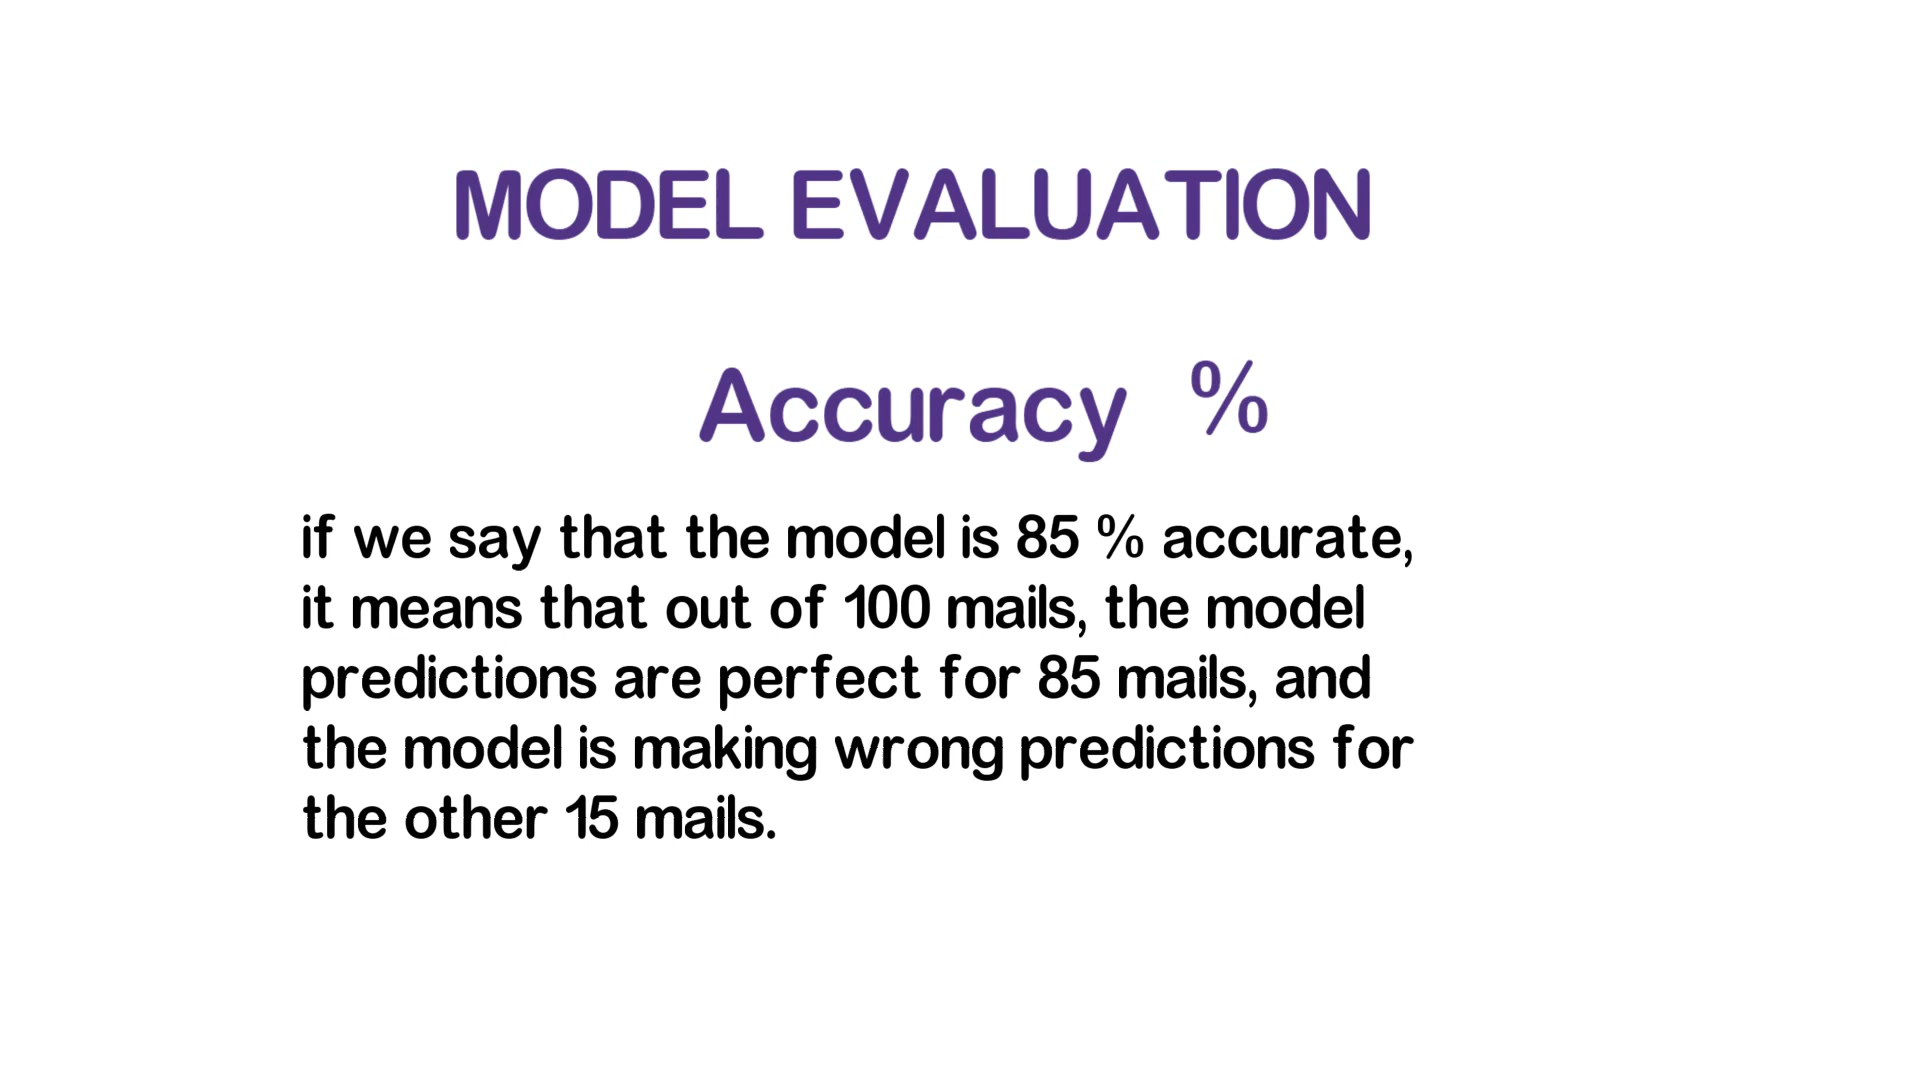 MODEL EVALUATION
Accuracy %
if we say that the model is 85 % accurate,
it means that out of 100 mails, the model
predictions are perfect for 85 mails, and
the model is making wrong predictions for
the other 15 mails.